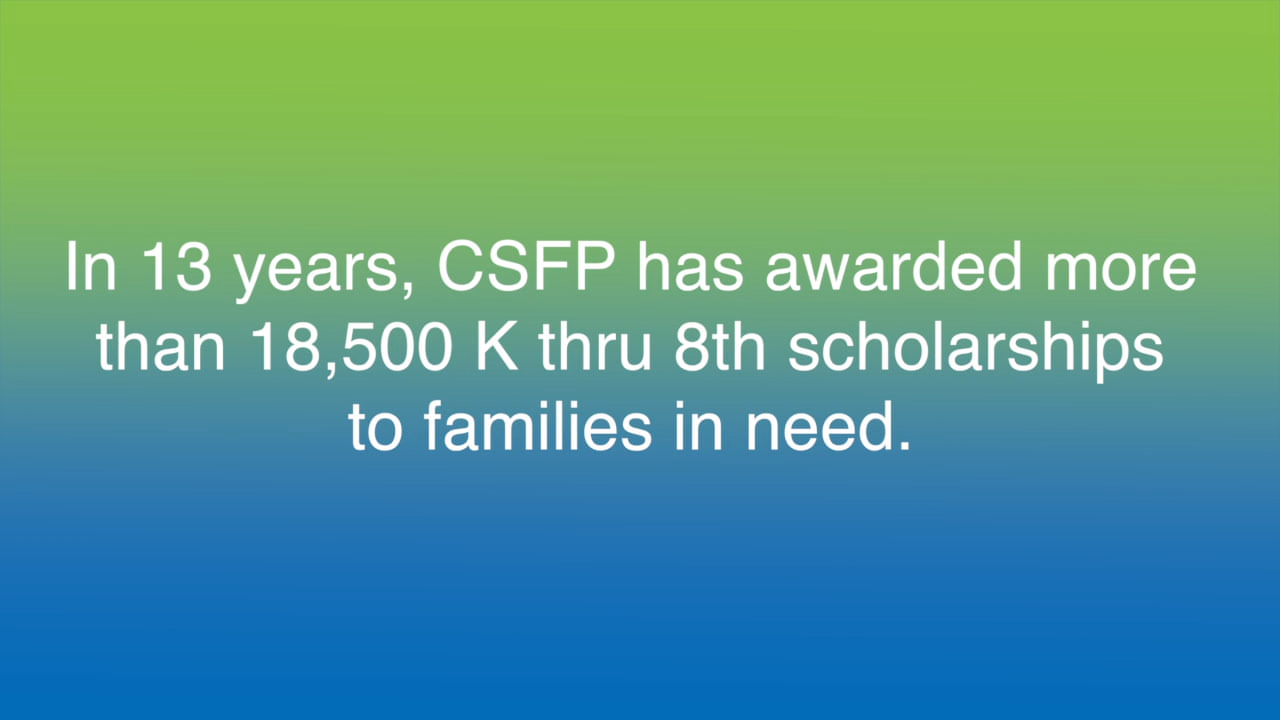 In 13 years, CSFP has awarded more
than 18,500 K thru 8th scholarships
to families in need.